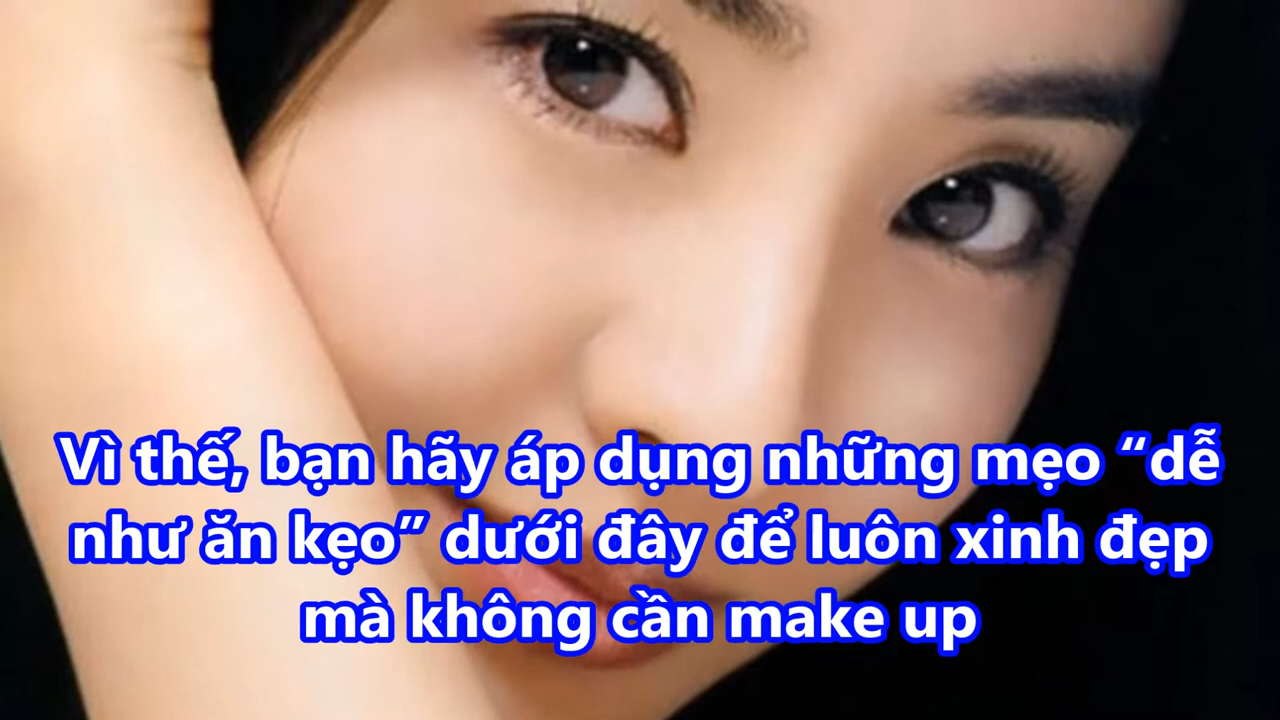 Vì thế, bạn hãy áp dụng những mẹo “dễ
như ăn kẹo” dưới đây để luôn xinh đẹp
mà không cần make up